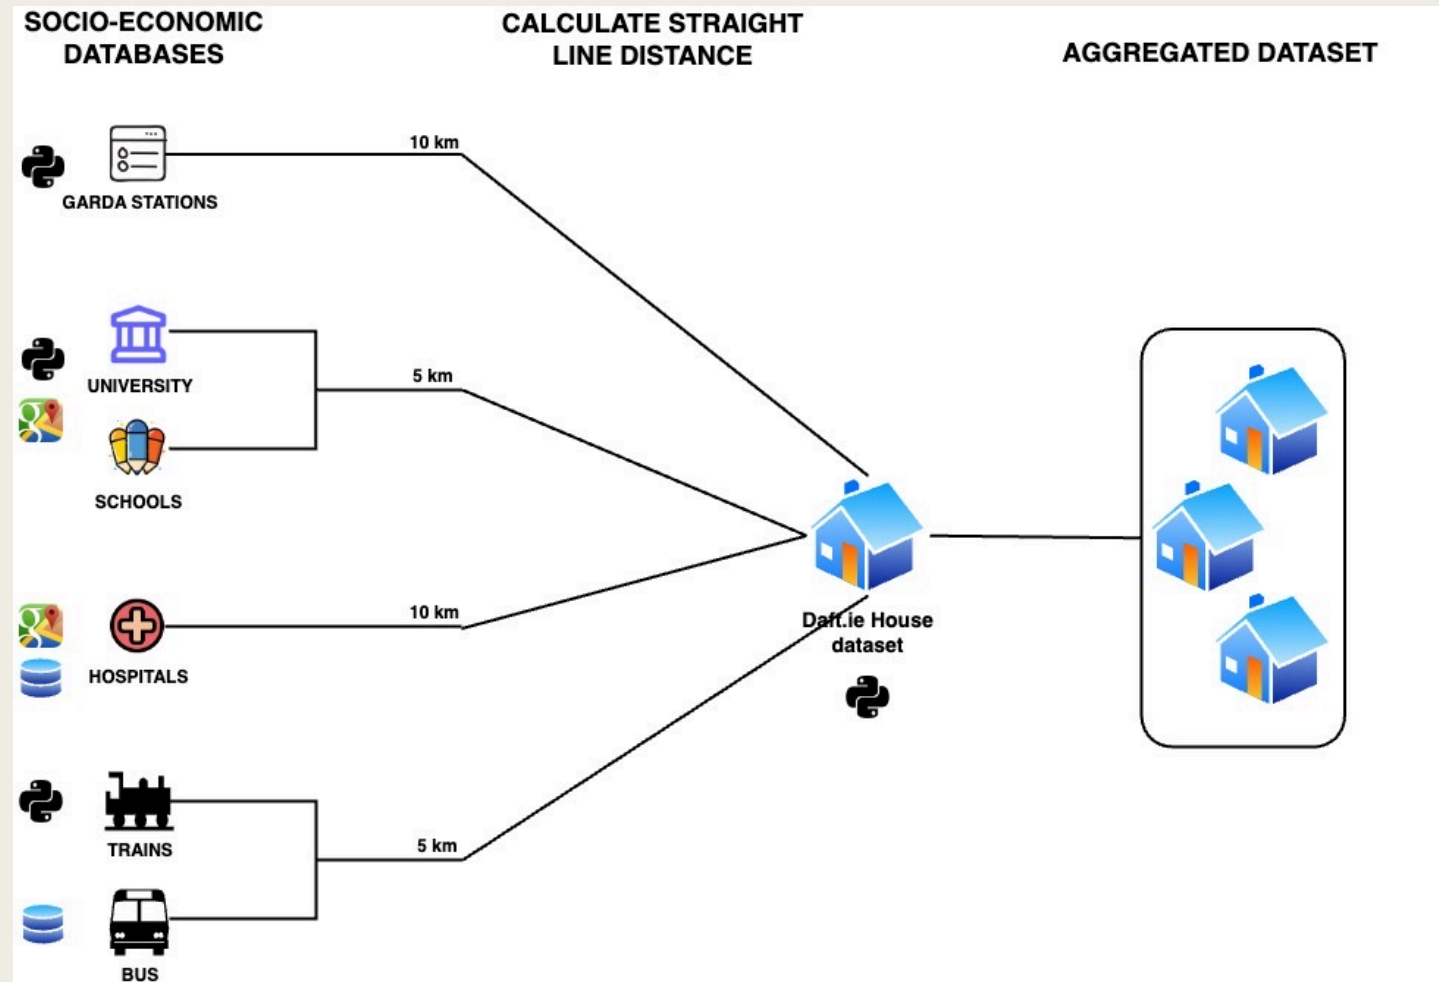 SOCIO-ECONOMIC
DATABASES
CALCULATE STRAIGHT
LINE DISTANCE
AGGREGATED DATASET
10 km
GARDA STATIONS
5 km
UNIVERSITY
SCHOOLS
10 km
HOSPITALS
Daft.ie House
dataset
TRAINS
5 km
BUS